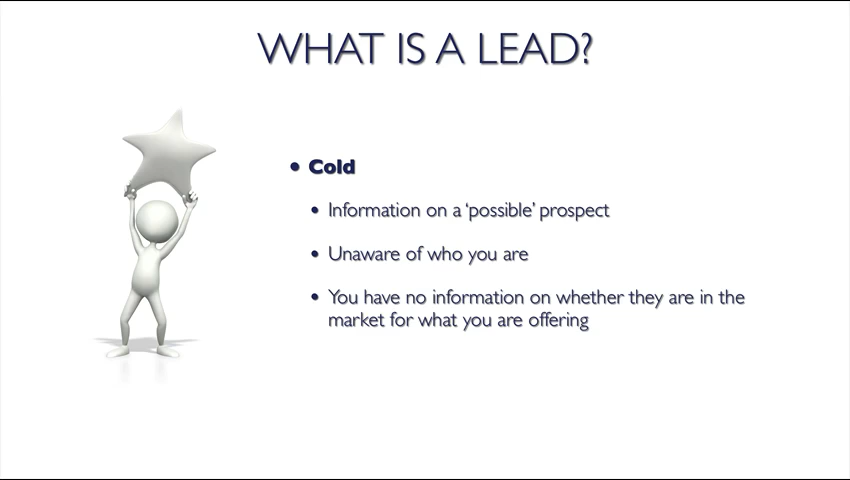 WHAT IS A LEAD?
• Cold
• Information on a ‘possible’ prospect
• Unaware of who you are
• You have no information on whether they are in the
market for what you are offering